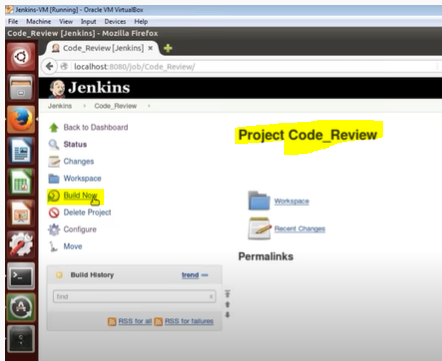 Jenkins-VM [Running] - Oracle VM VirtualBox
File Machine View Input Devices Help
Code_Review [Jenkins] - Mozilla Firefox
Code_Review [Jenkins] ×
localhost:8080/job/Code_Review/
Jenkins
Jenkins Code_Review
Back to Dashboard
Status
Changes
Workspace
Build Now
Delete Project
Configure
Move
Build History trend
find x
RSS for all RSS for failures
Project Code_Review
Workspace
Recent Changes
Permalinks